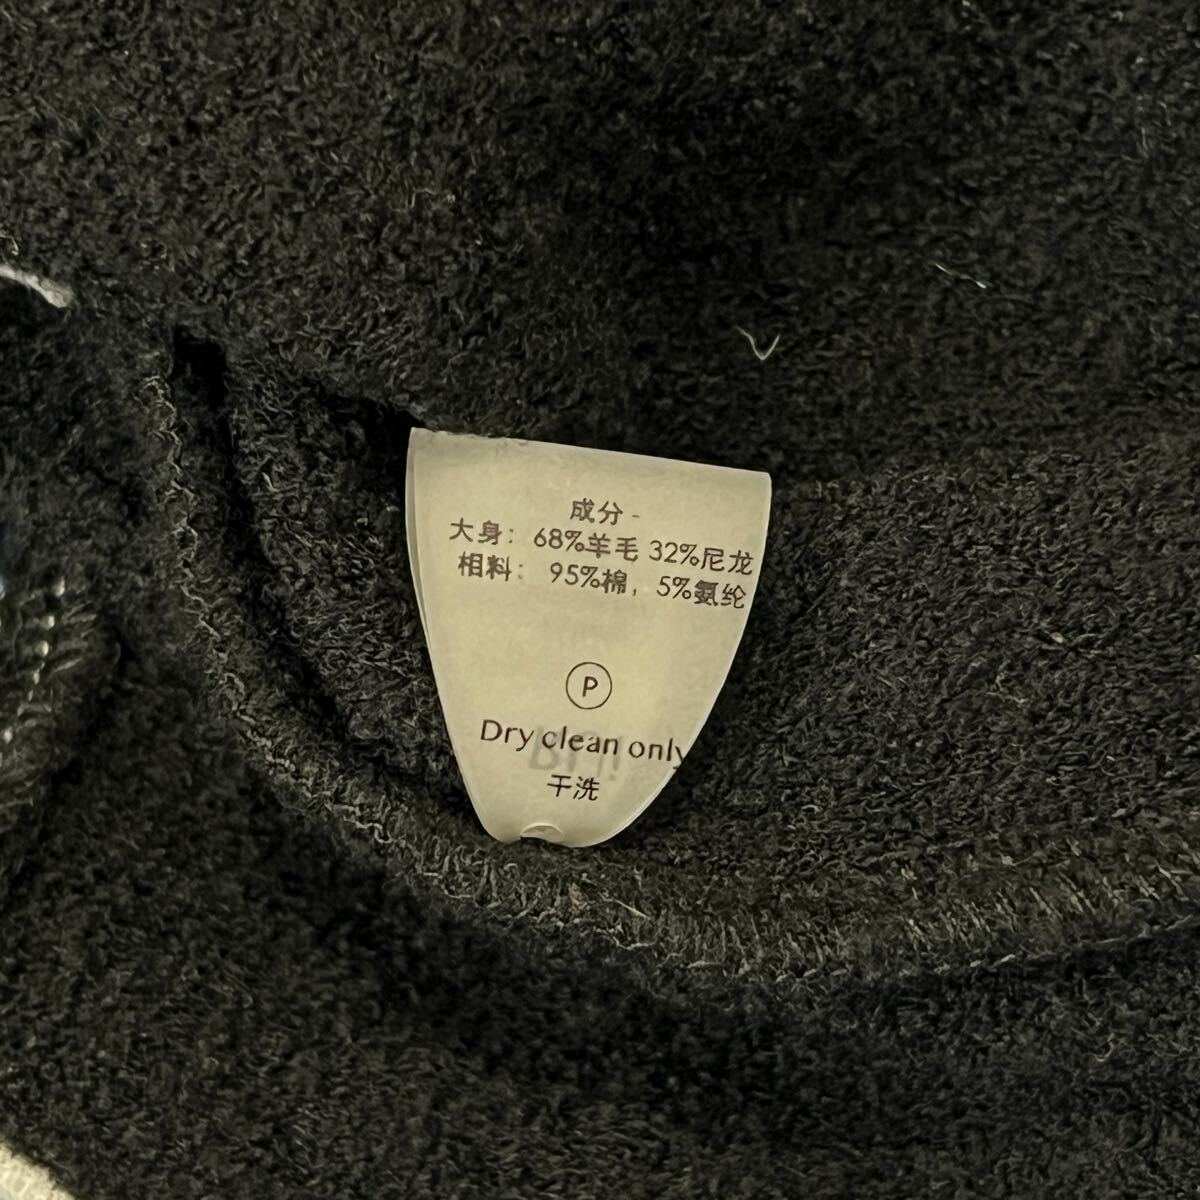 成分 -
大身: 68%羊毛 32%尼龙
相料: 95%棉, 5%氨纶
P
Dry clean only
干洗